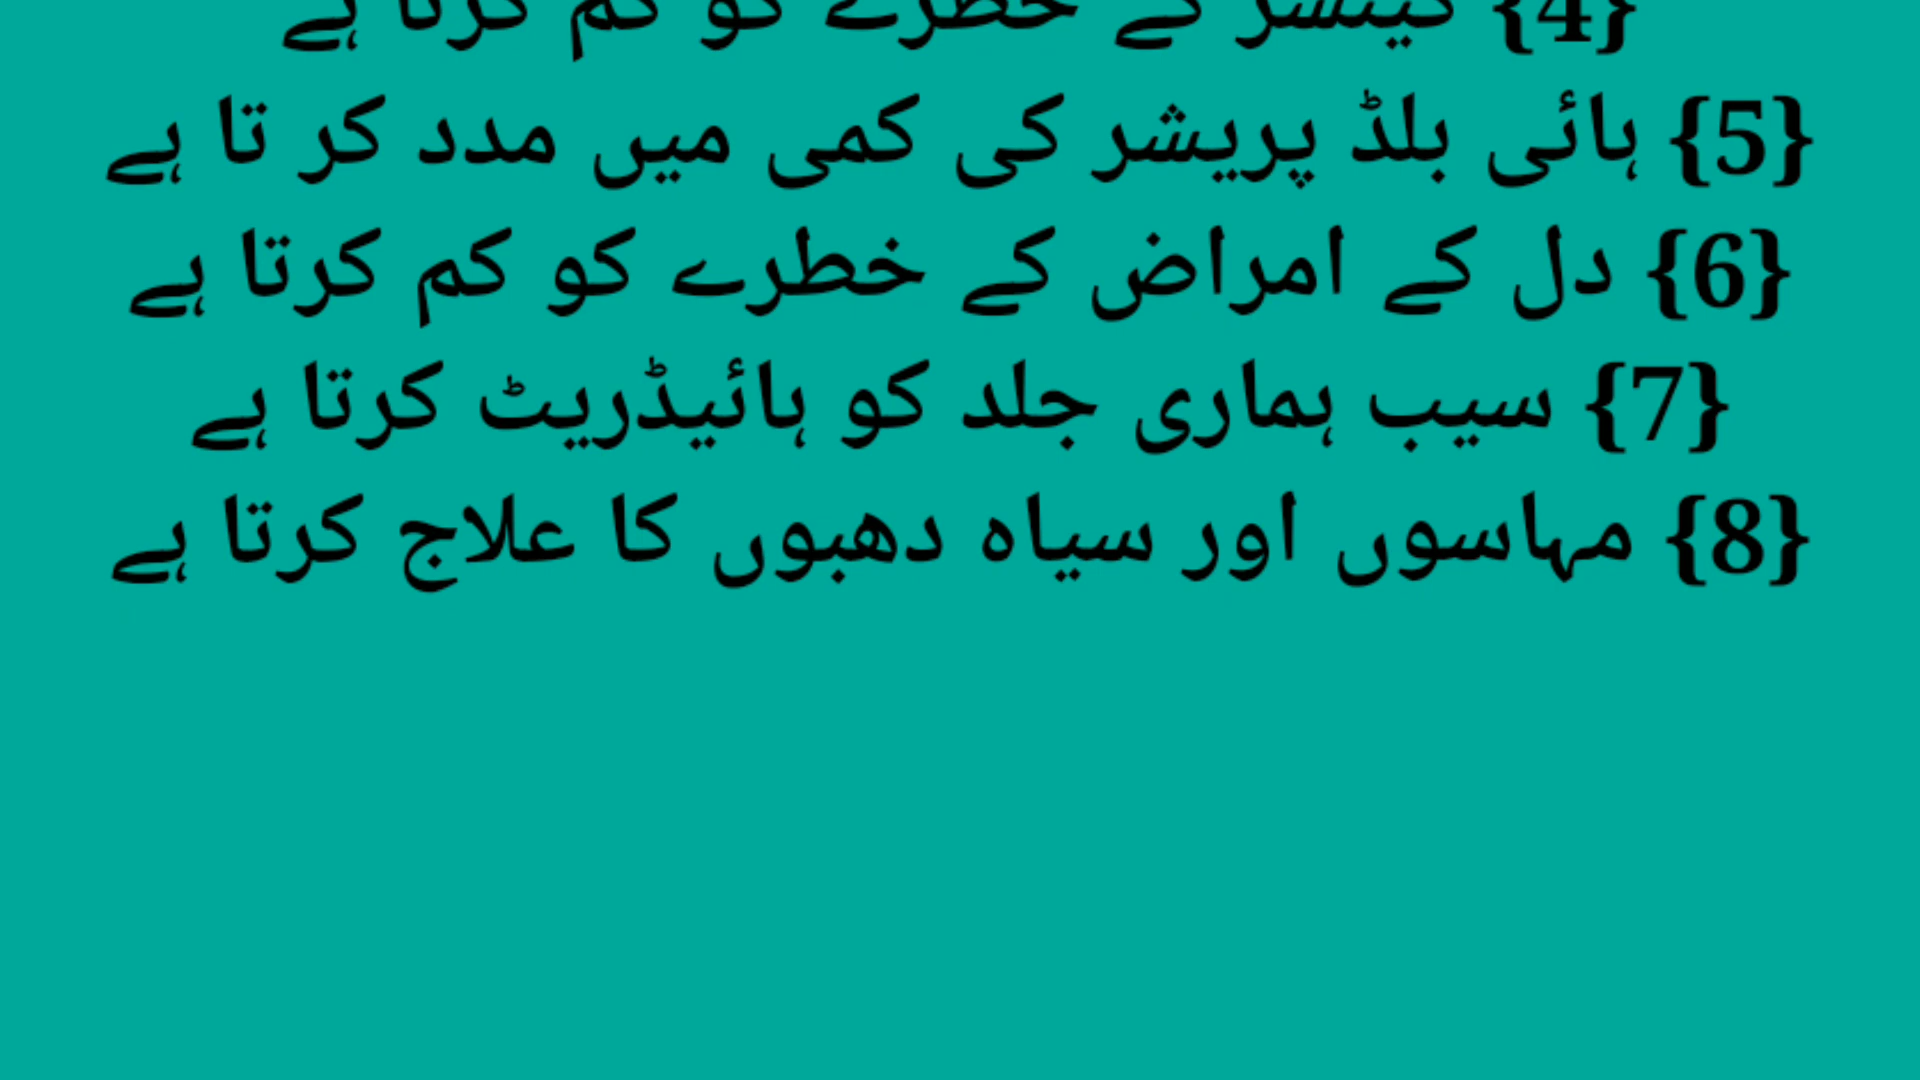 {4} کینسر کے خطرے کو کم کرتا ہے
{5} ہائی بلڈ پریشر کی کمی میں مدد کر تا ہے
{6} دل کے امراض کے خطرے کو کم کرتا ہے
{7} سیب ہماری جلد کو ہائیڈریٹ کرتا ہے
{8} مہاسوں اور سیاہ دھبوں کا علاج کرتا ہے